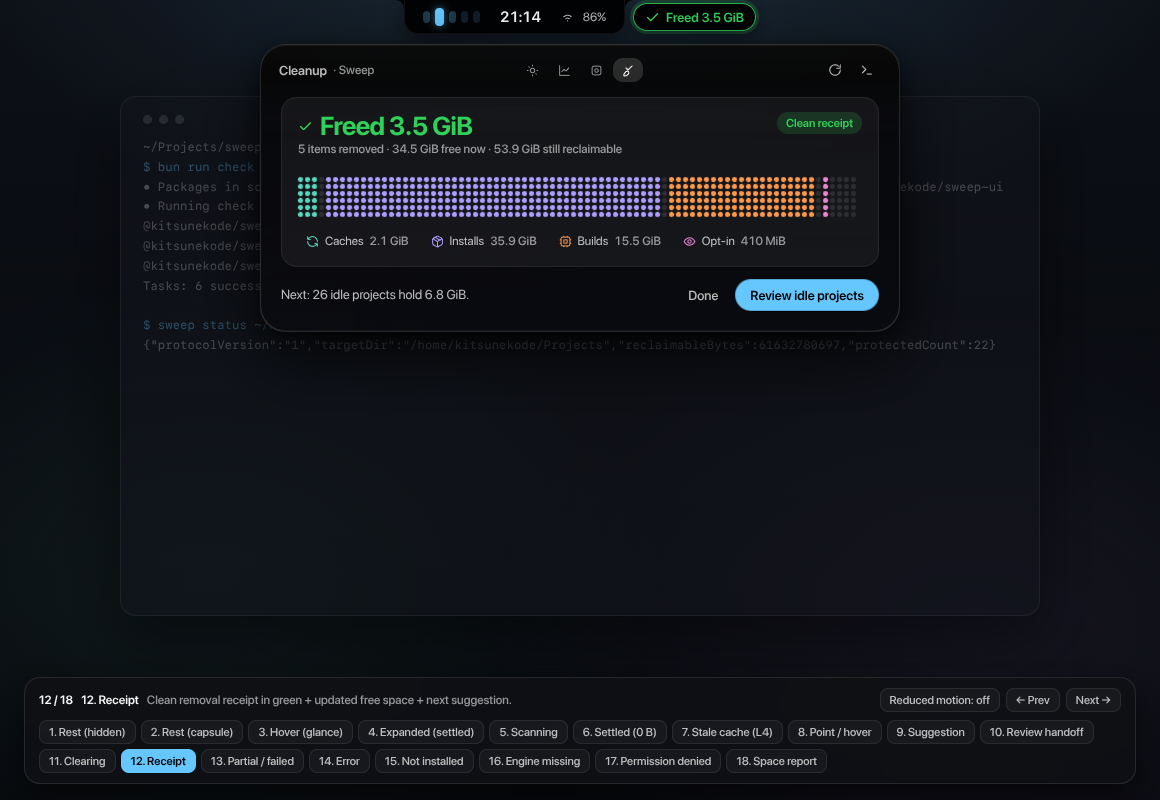 21:14
86%
Freed 3.5 GiB
Cleanup · Sweep
Freed 3.5 GiB
Clean receipt
5 items removed · 34.5 GiB free now · 53.9 GiB still reclaimable
Caches 2.1 GiB
Installs 35.9 GiB
Builds 15.5 GiB
Opt-in 410 MiB
Next: 26 idle projects hold 6.8 GiB.
Done
Review idle projects
~/Projects/sweep
$ bun run check
• Packages in sc
ekode/sweep-ui
• Running check
@kitsunekode/swe
@kitsunekode/swe
@kitsunekode/swe
Tasks: 6 success
$ sweep status ~/
{"protocolVersion":"1","targetDir":"/home/kitsunekode/Projects","reclaimableBytes":61632780697,"protectedCount":22}
12 / 18 12. Receipt Clean removal receipt in green + updated free space + next suggestion.
Reduced motion: off
← Prev
Next →
1. Rest (hidden)
2. Rest (capsule)
3. Hover (glance)
4. Expanded (settled)
5. Scanning
6. Settled (0 B)
7. Stale cache (L4)
8. Point / hover
9. Suggestion
10. Review handoff
11. Clearing
12. Receipt
13. Partial / failed
14. Error
15. Not installed
16. Engine missing
17. Permission denied
18. Space report